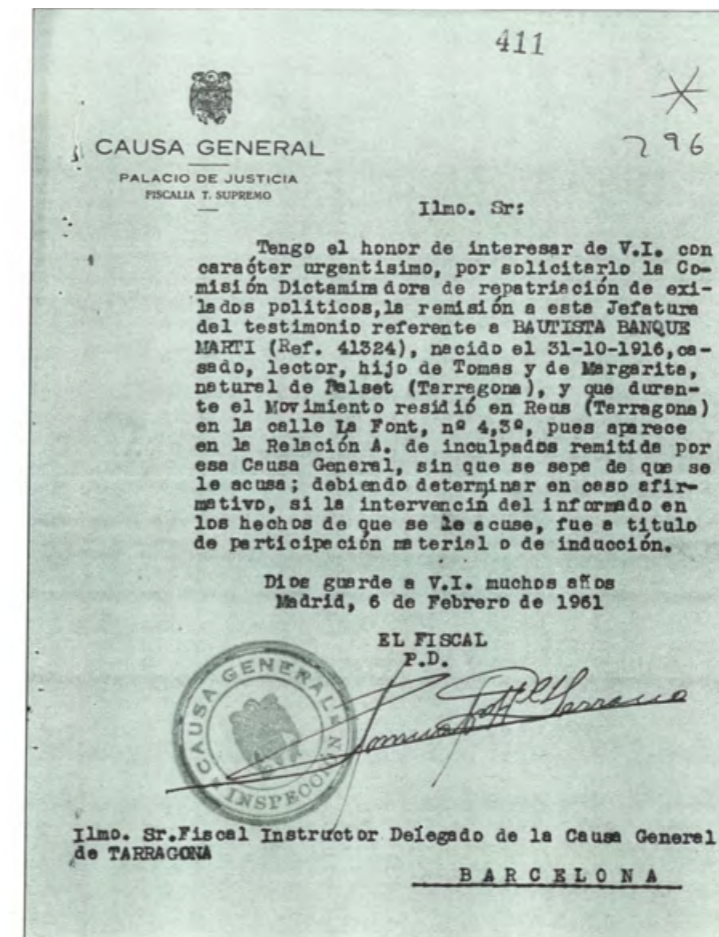 411
*
296
CAUSA GENERAL
PALACIO DE JUSTICIA
FISCALIA T. SUPREMO
Ilmo. Sr:
Tengo el honor de interesar de V.I. con
carácter urgentisimo, por solicitarlo la Co-
misión Dictamiradora de repatriación de exi-
lados politicos,la remisión a esta Jefatura
del testimonio referente a BAUTISTA BANQUE
MARTI (Ref. 41324), nacido el 31-10-1916,ca-
sado, lector, hijo de Tomas y de Margarita,
natural de Falset (Tarragona), y que duran-
te el Movimiento residió en Reus (Tarragona)
en la calle La Font, nº 4,3º, pues aparece
en la Relación A. de inculpados remitida por
esa Causa General, sin que se sepa de que se
le acusa; debiendo determinar en caso afir-
mativo, si la intervencin del informado en
los hechos de que se le acuse, fue a titulo
de participación material o de inducción.
Dios guarde a V.I. muchos años
Madrid, 6 de Febrero de 1961
EL FISCAL
P.D.
CAUSA GENERAL
INSPECCIÓN
Ilmo. Sr.Fiscal Instructor Delegado de la Causa General
de TARRAGONA
BARCELONA